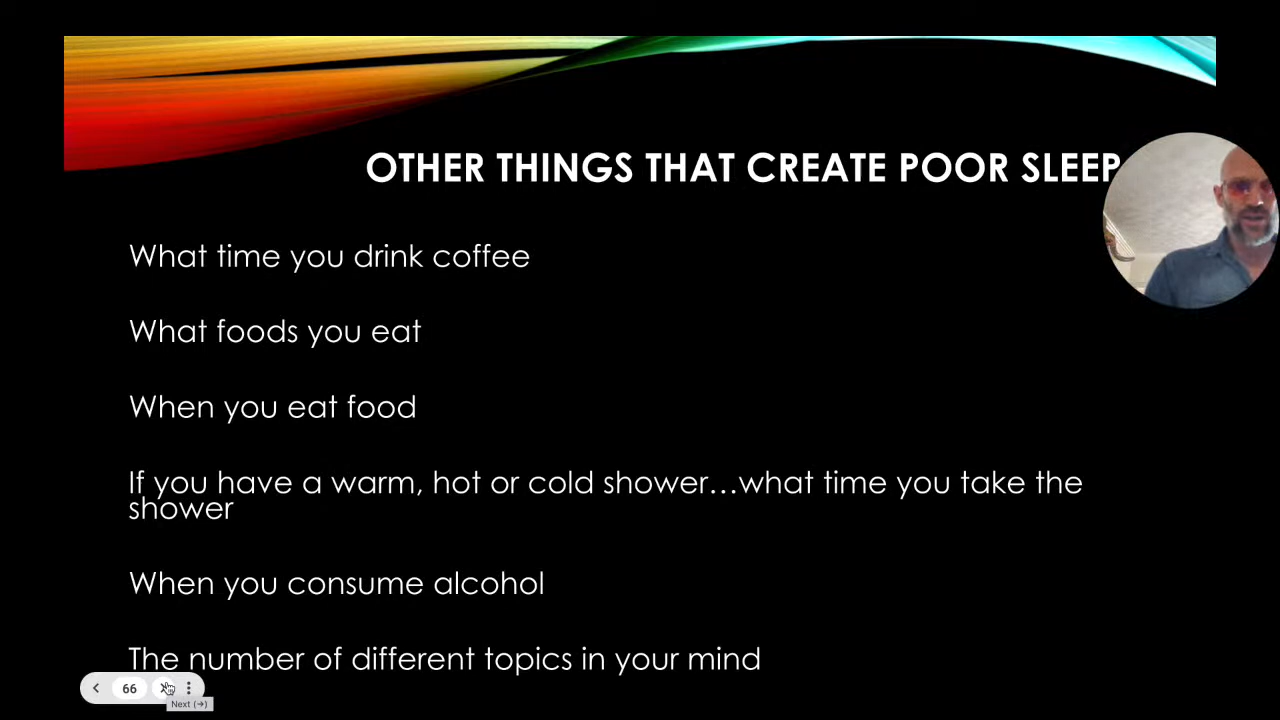 OTHER THINGS THAT CREATE POOR SLEEP
What time you drink coffee
What foods you eat
When you eat food
If you have a warm, hot or cold shower…what time you take the
shower
When you consume alcohol
The number of different topics in your mind
66
Next (→)